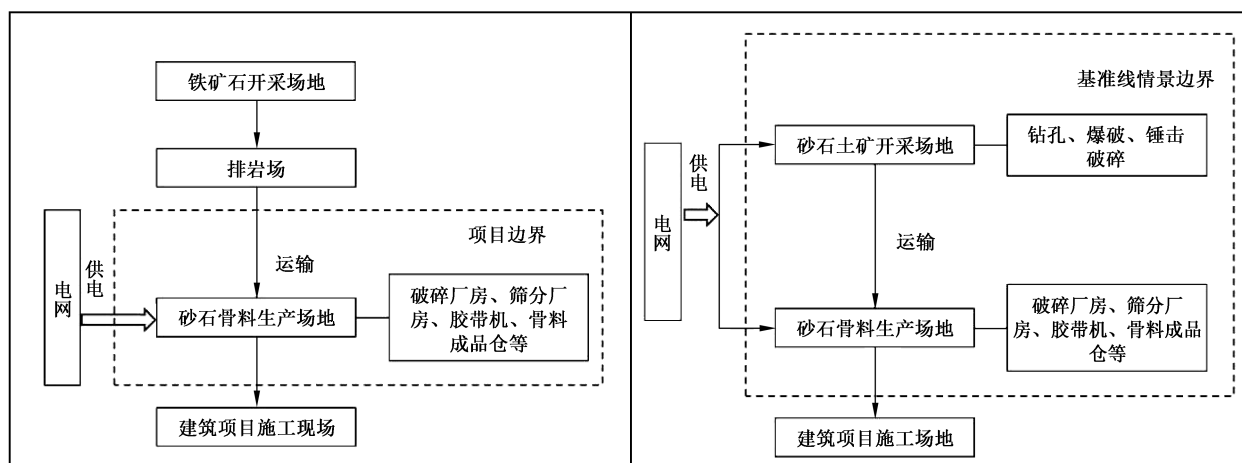 铁矿石开采场地
排岩场
项目边界
电网
供电
运输
砂石骨料生产场地
破碎厂房、筛分厂
房、胶带机、骨料
成品仓等
建筑项目施工现场
基准线情景边界
电网
供电
砂石土矿开采场地
钻孔、爆破、锤击
破碎
运输
砂石骨料生产场地
破碎厂房、筛分厂
房、胶带机、骨料成品
仓等
建筑项目施工场地